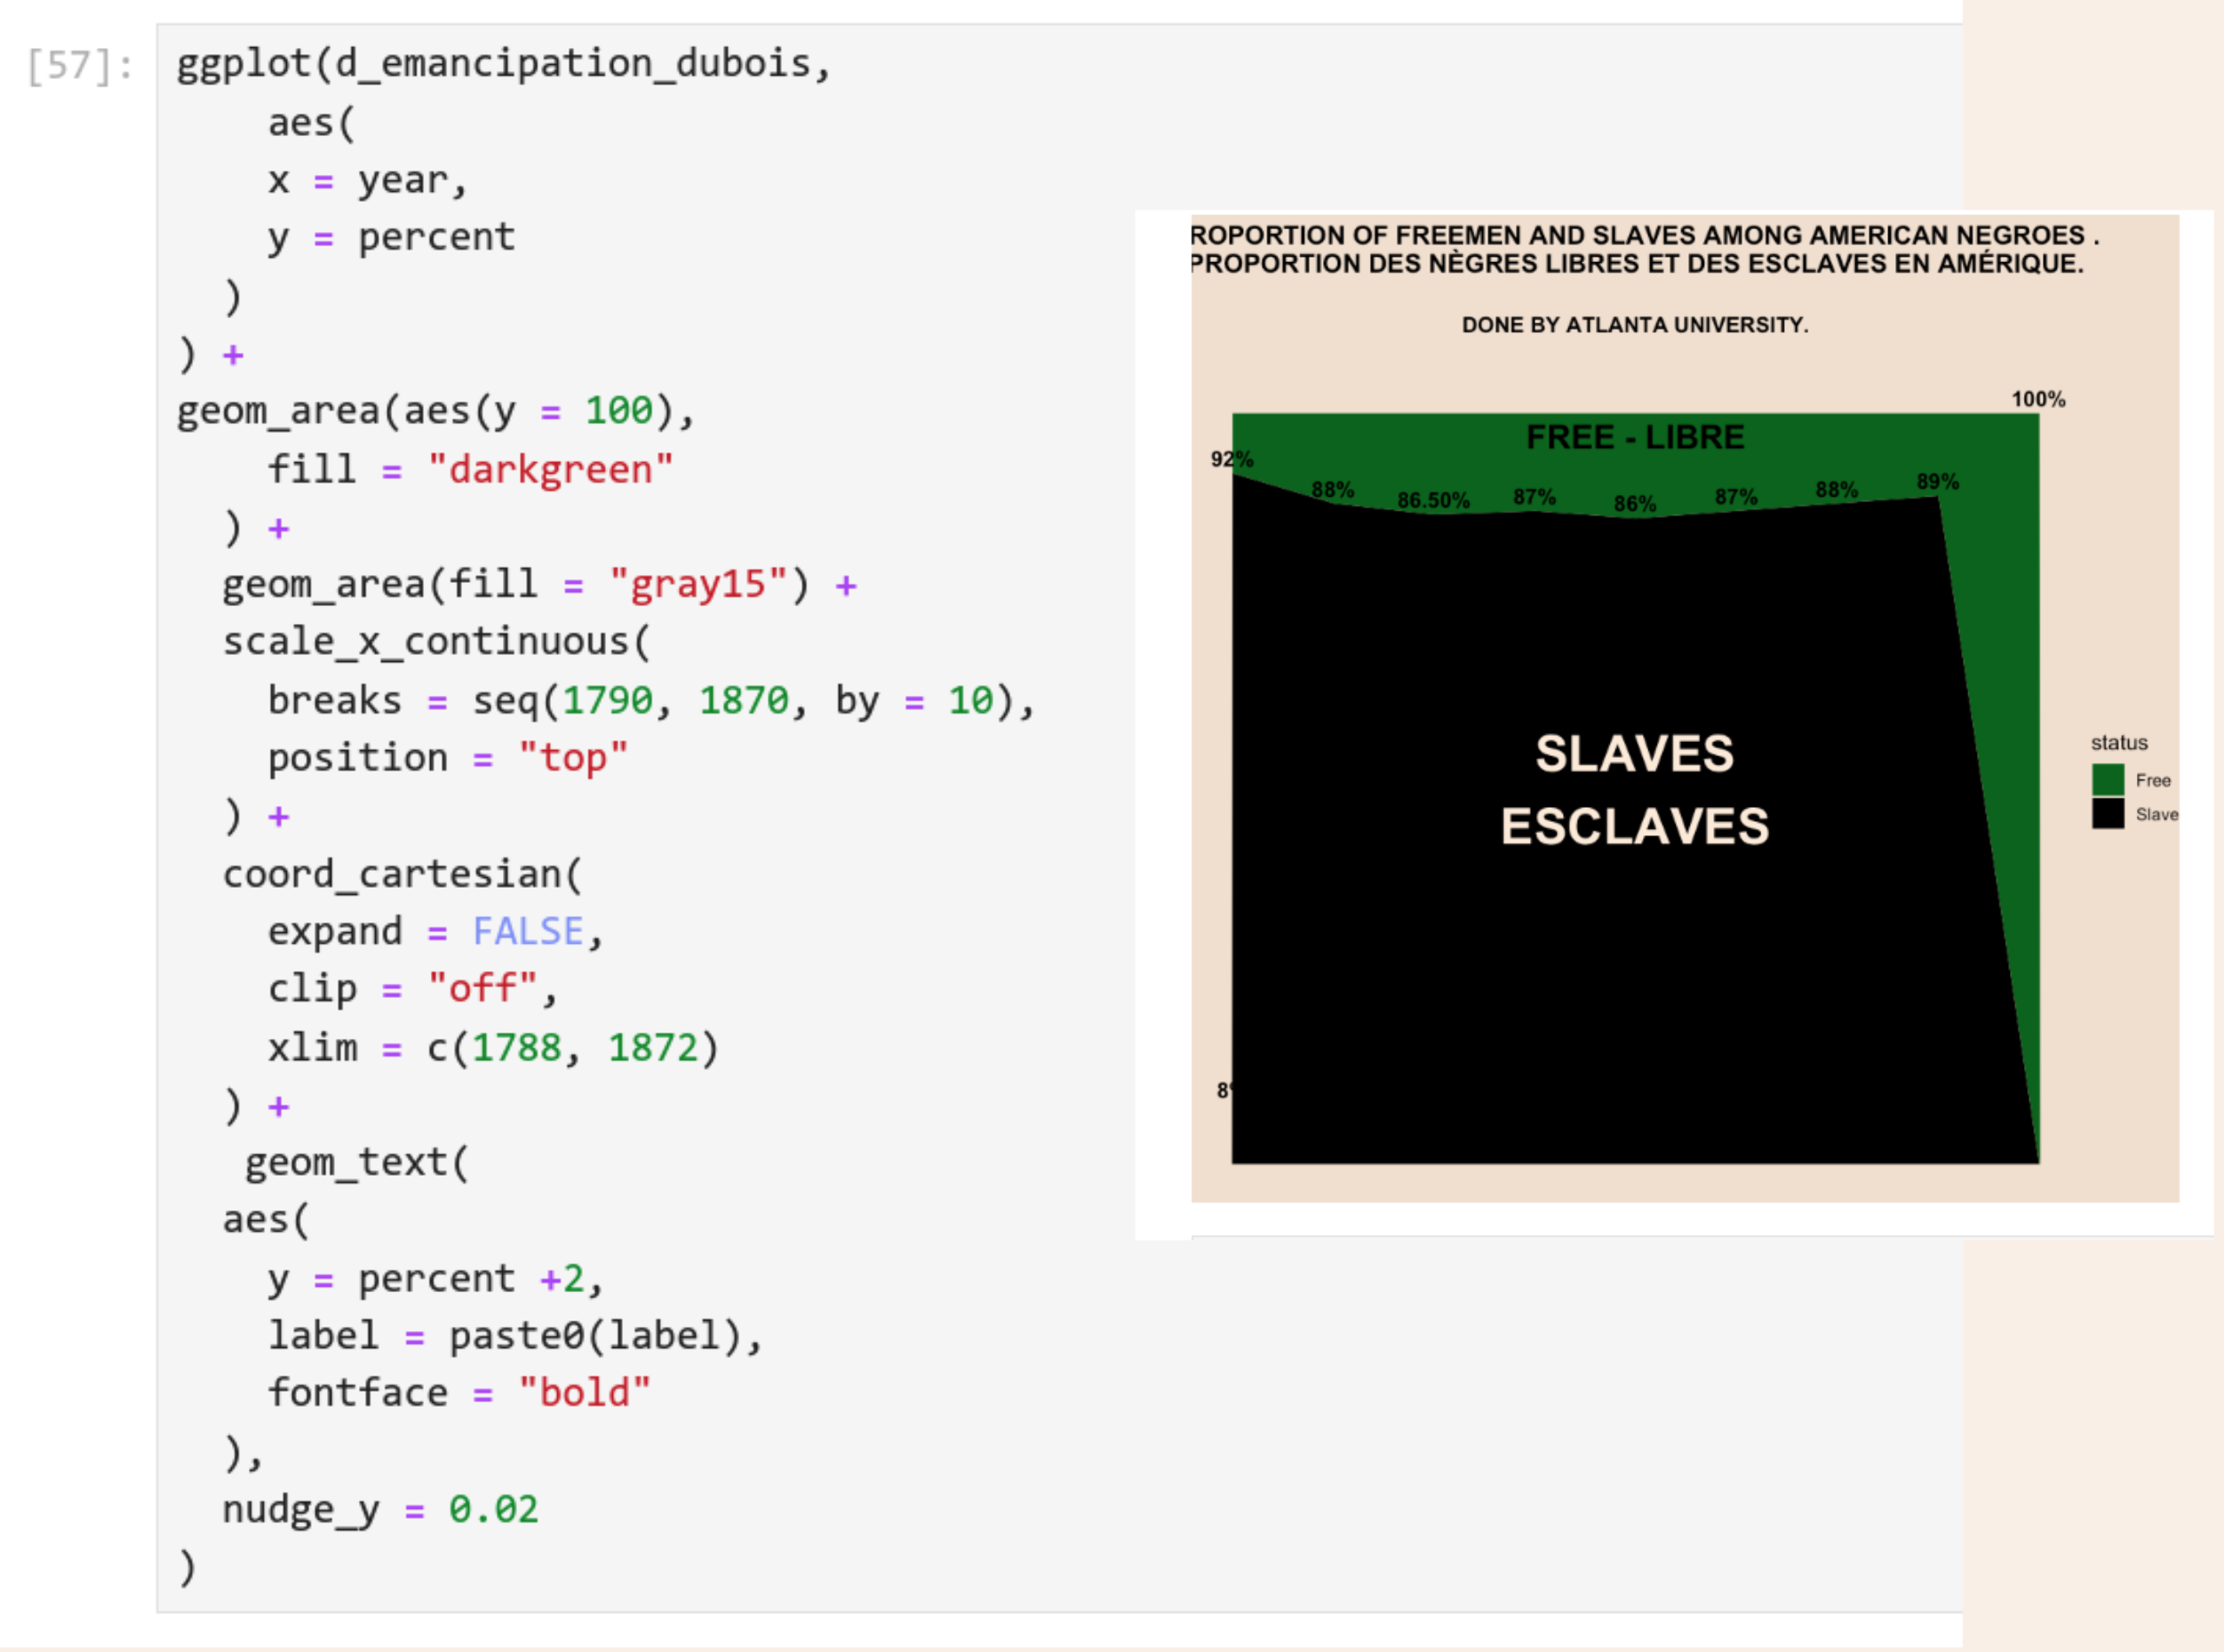 [57]:
ggplot(d_emancipation_dubois,
aes(
x = year,
y = percent
)
) +
geom_area(aes(y = 100),
fill = "darkgreen"
) +
geom_area(fill = "gray15") +
scale_x_continuous(
breaks = seq(1790, 1870, by = 10),
position = "top"
) +
coord_cartesian(
expand = FALSE,
clip = "off",
xlim = c(1788, 1872)
) +
geom_text(
aes(
y = percent +2,
label = paste0(label),
fontface = "bold"
),
nudge_y = 0.02
)
ROPORTION OF FREEMEN AND SLAVES AMONG AMERICAN NEGROES .
PROPORTION DES NÈGRES LIBRES ET DES ESCLAVES EN AMÉRIQUE.
DONE BY ATLANTA UNIVERSITY.
100%
FREE - LIBRE
92%
88% 86.50% 87% 86% 87% 88% 89%
SLAVES
ESCLAVES
status
Free
Slave
8%